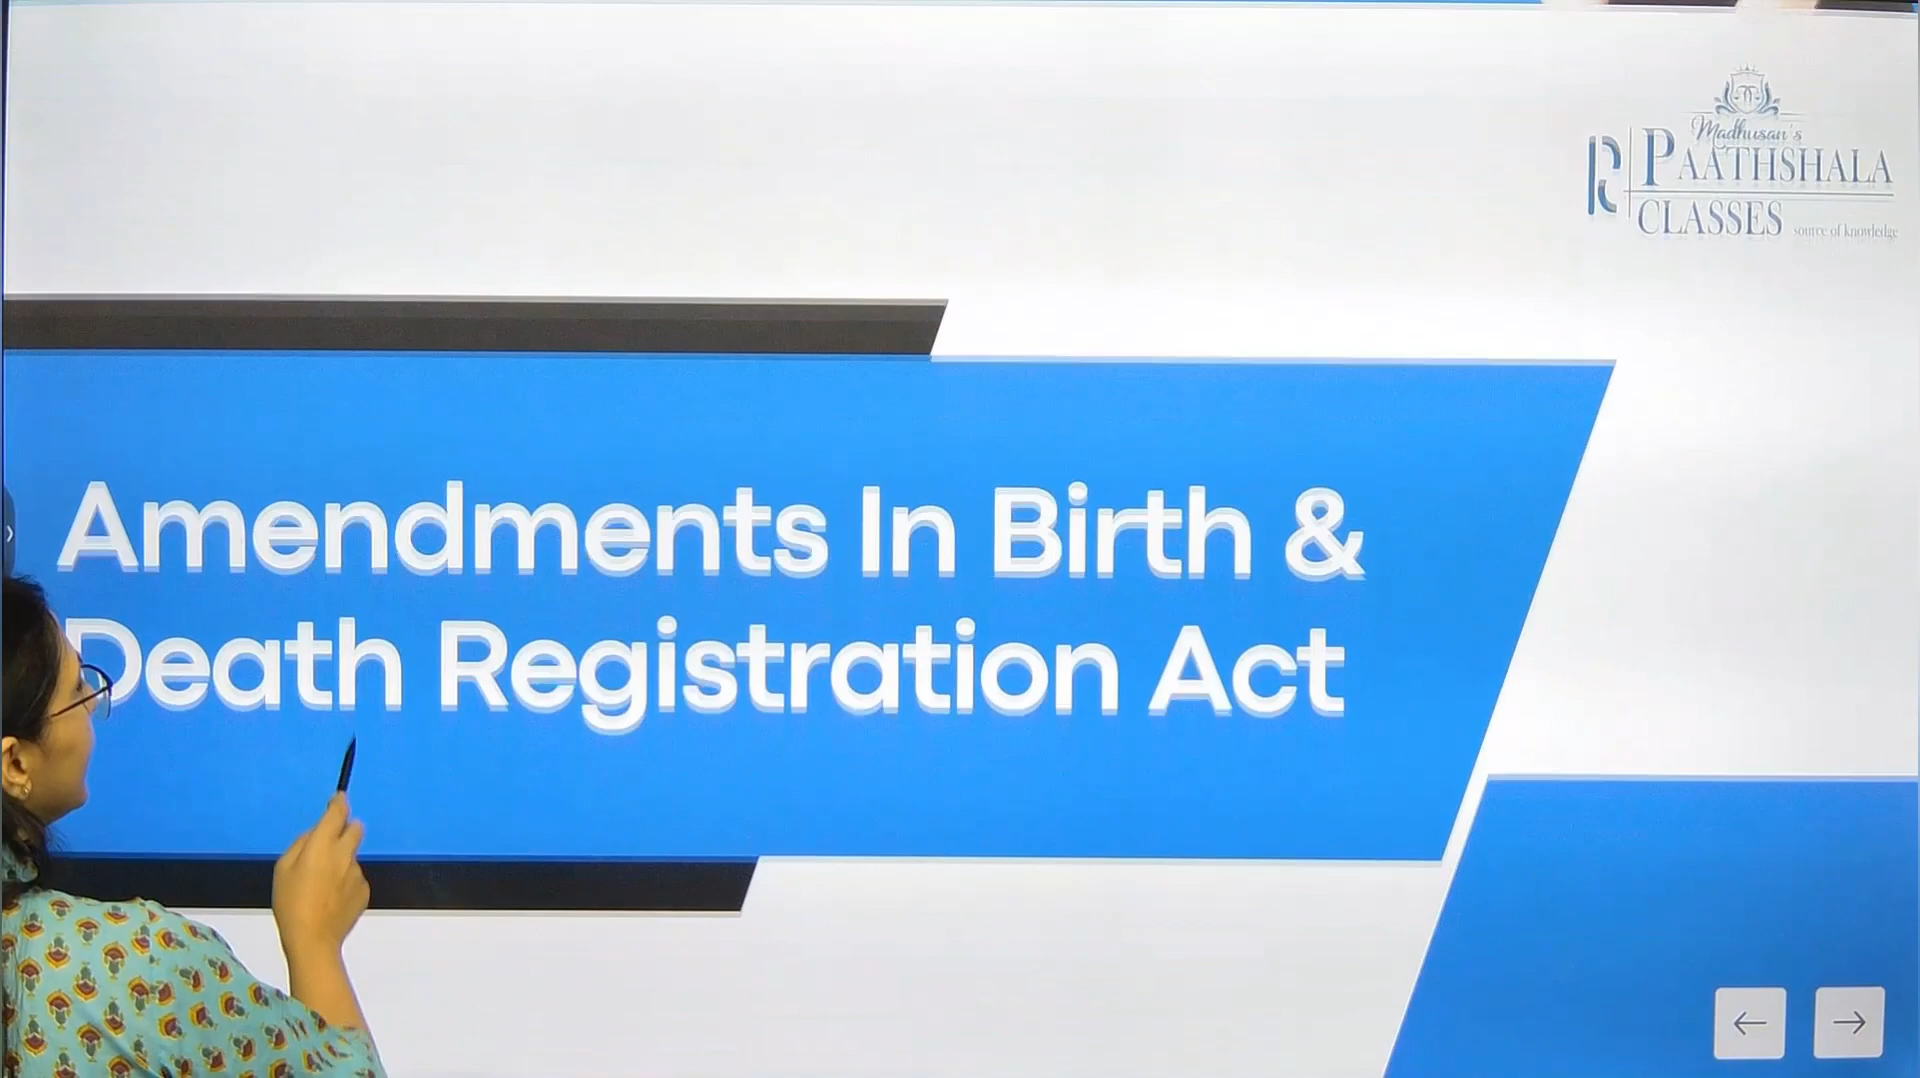 Madhusan's
PAATHSHALA
CLASSES source of knowledge
Amendments In Birth &
Death Registration Act